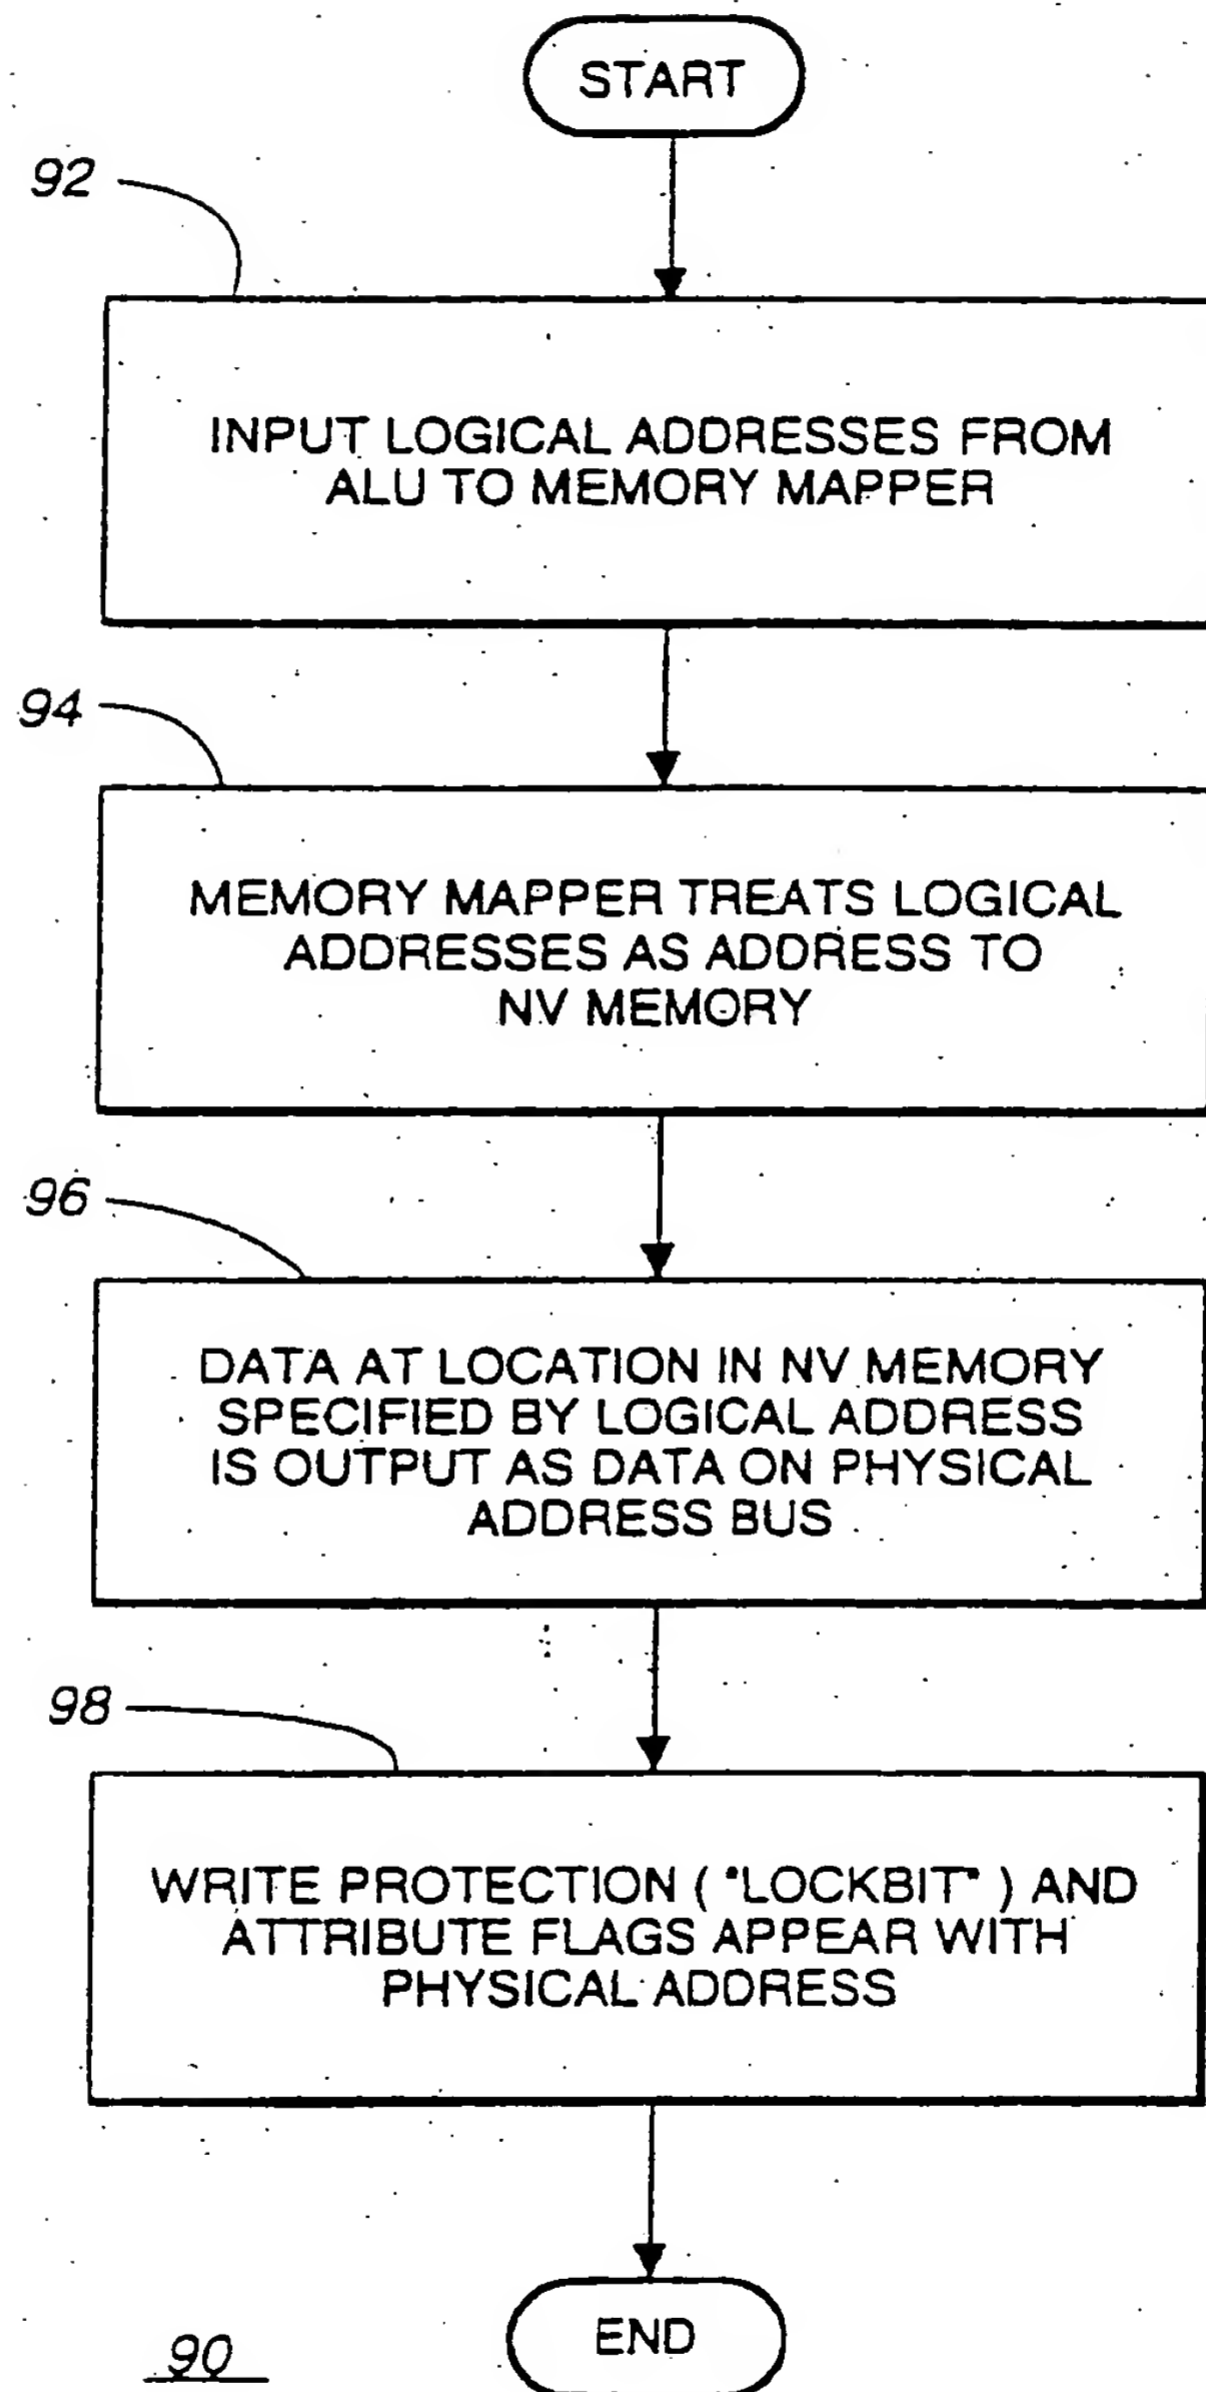 START
92
INPUT LOGICAL ADDRESSES FROM
ALU TO MEMORY MAPPER
94
MEMORY MAPPER TREATS LOGICAL
ADDRESSES AS ADDRESS TO
NV MEMORY
96
DATA AT LOCATION IN NV MEMORY
SPECIFIED BY LOGICAL ADDRESS
IS OUTPUT AS DATA ON PHYSICAL
ADDRESS BUS
98
WRITE PROTECTION ( "LOCKBIT" ) AND
ATTRIBUTE FLAGS APPEAR WITH
PHYSICAL ADDRESS
END
90